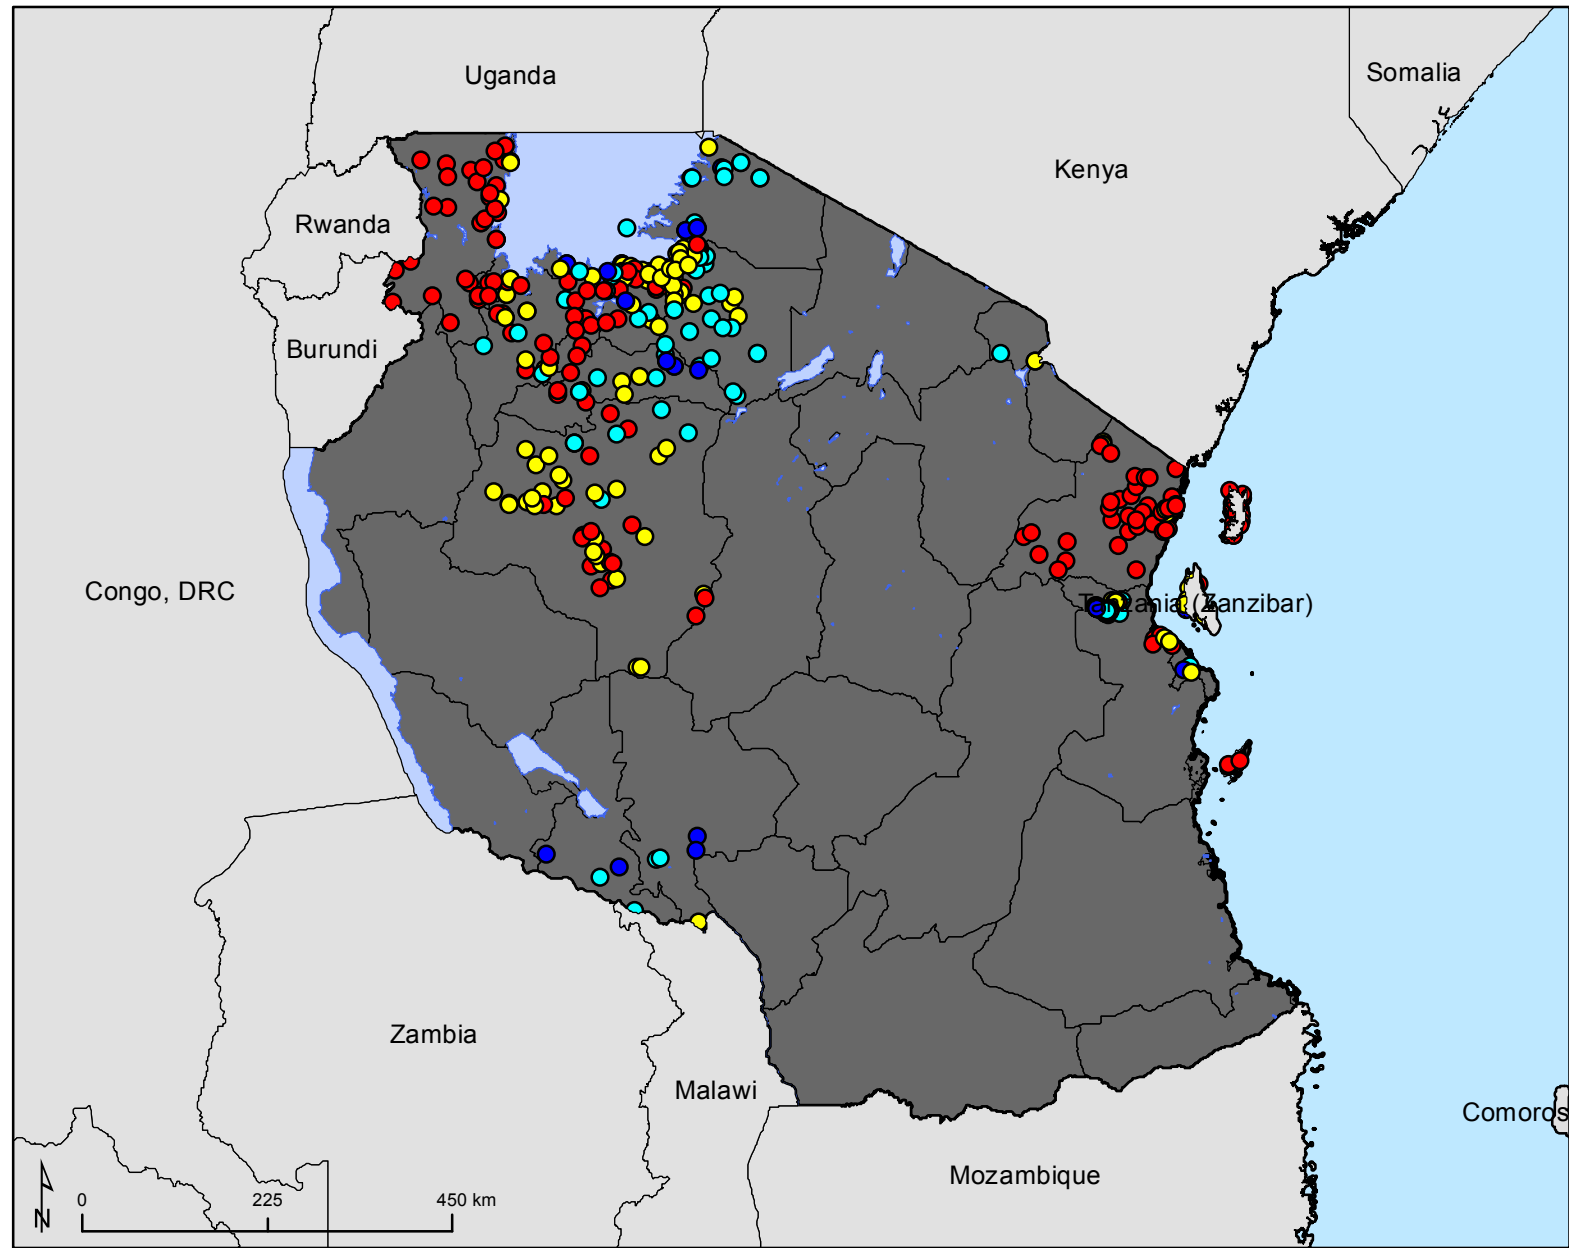 Uganda
Somalia
Kenya
Rwanda
Burundi
Congo, DRC
Tanzania (Zanzibar)
Zambia
Malawi
Comoros
Mozambique
0 225 450 km
N